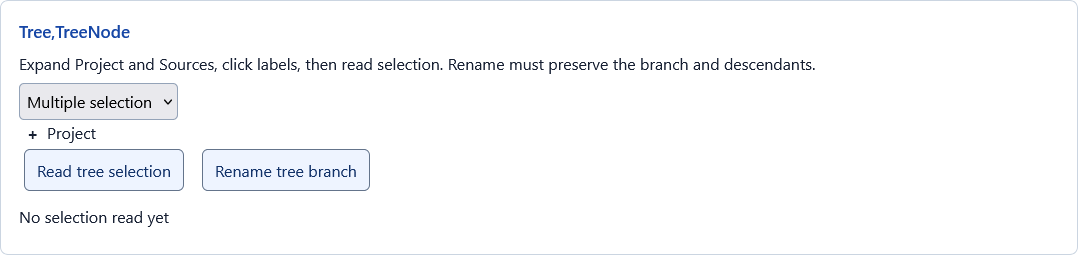 Tree,TreeNode
Expand Project and Sources, click labels, then read selection. Rename must preserve the branch and descendants.
Multiple selection
+ Project
Read tree selection Rename tree branch
No selection read yet